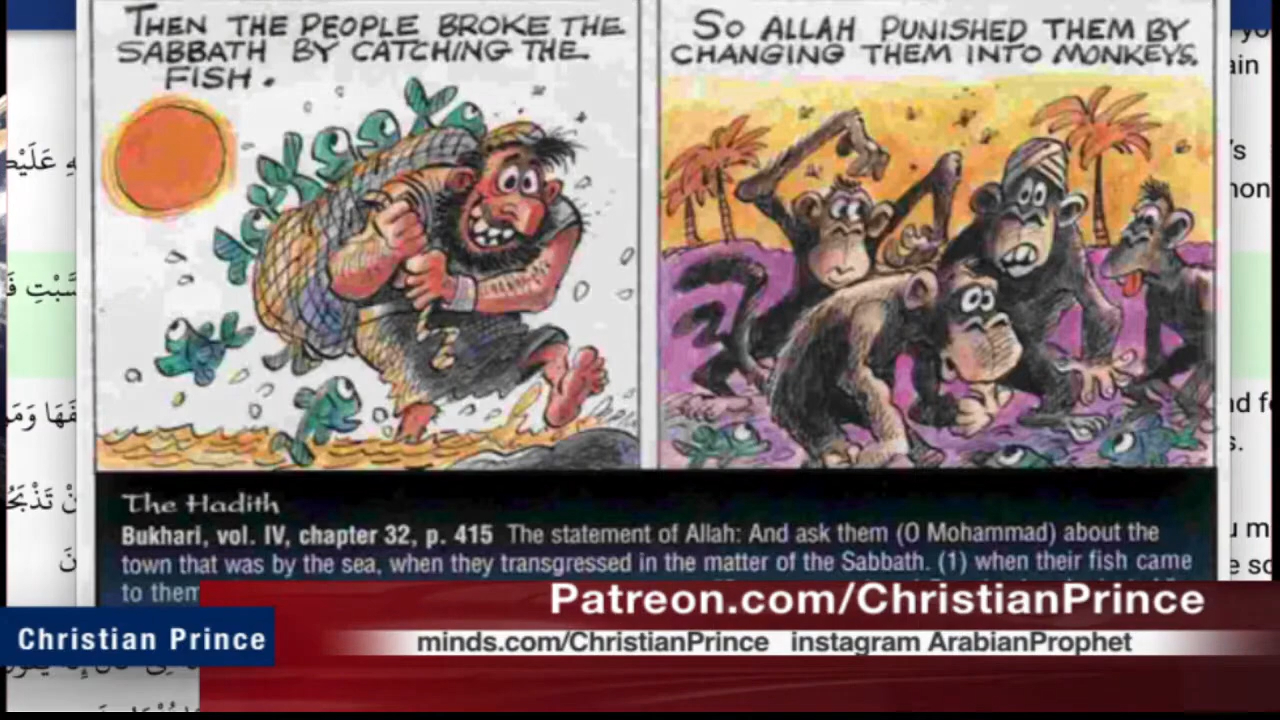 THEN THE PEOPLE BROKE THE
SABBATH BY CATCHING THE
FISH.
SO ALLAH PUNISHED THEM BY
CHANGING THEM INTO MONKEYS.
The Hadith
Bukhari, vol. IV, chapter 32, p. 415 The statement of Allah: And ask them (O Mohammad) about the
town that was by the sea, when they transgressed in the matter of the Sabbath. (1) when their fish came
to them
Patreon.com/ChristianPrince
Christian Prince
minds.com/ChristianPrince instagram ArabianProphet